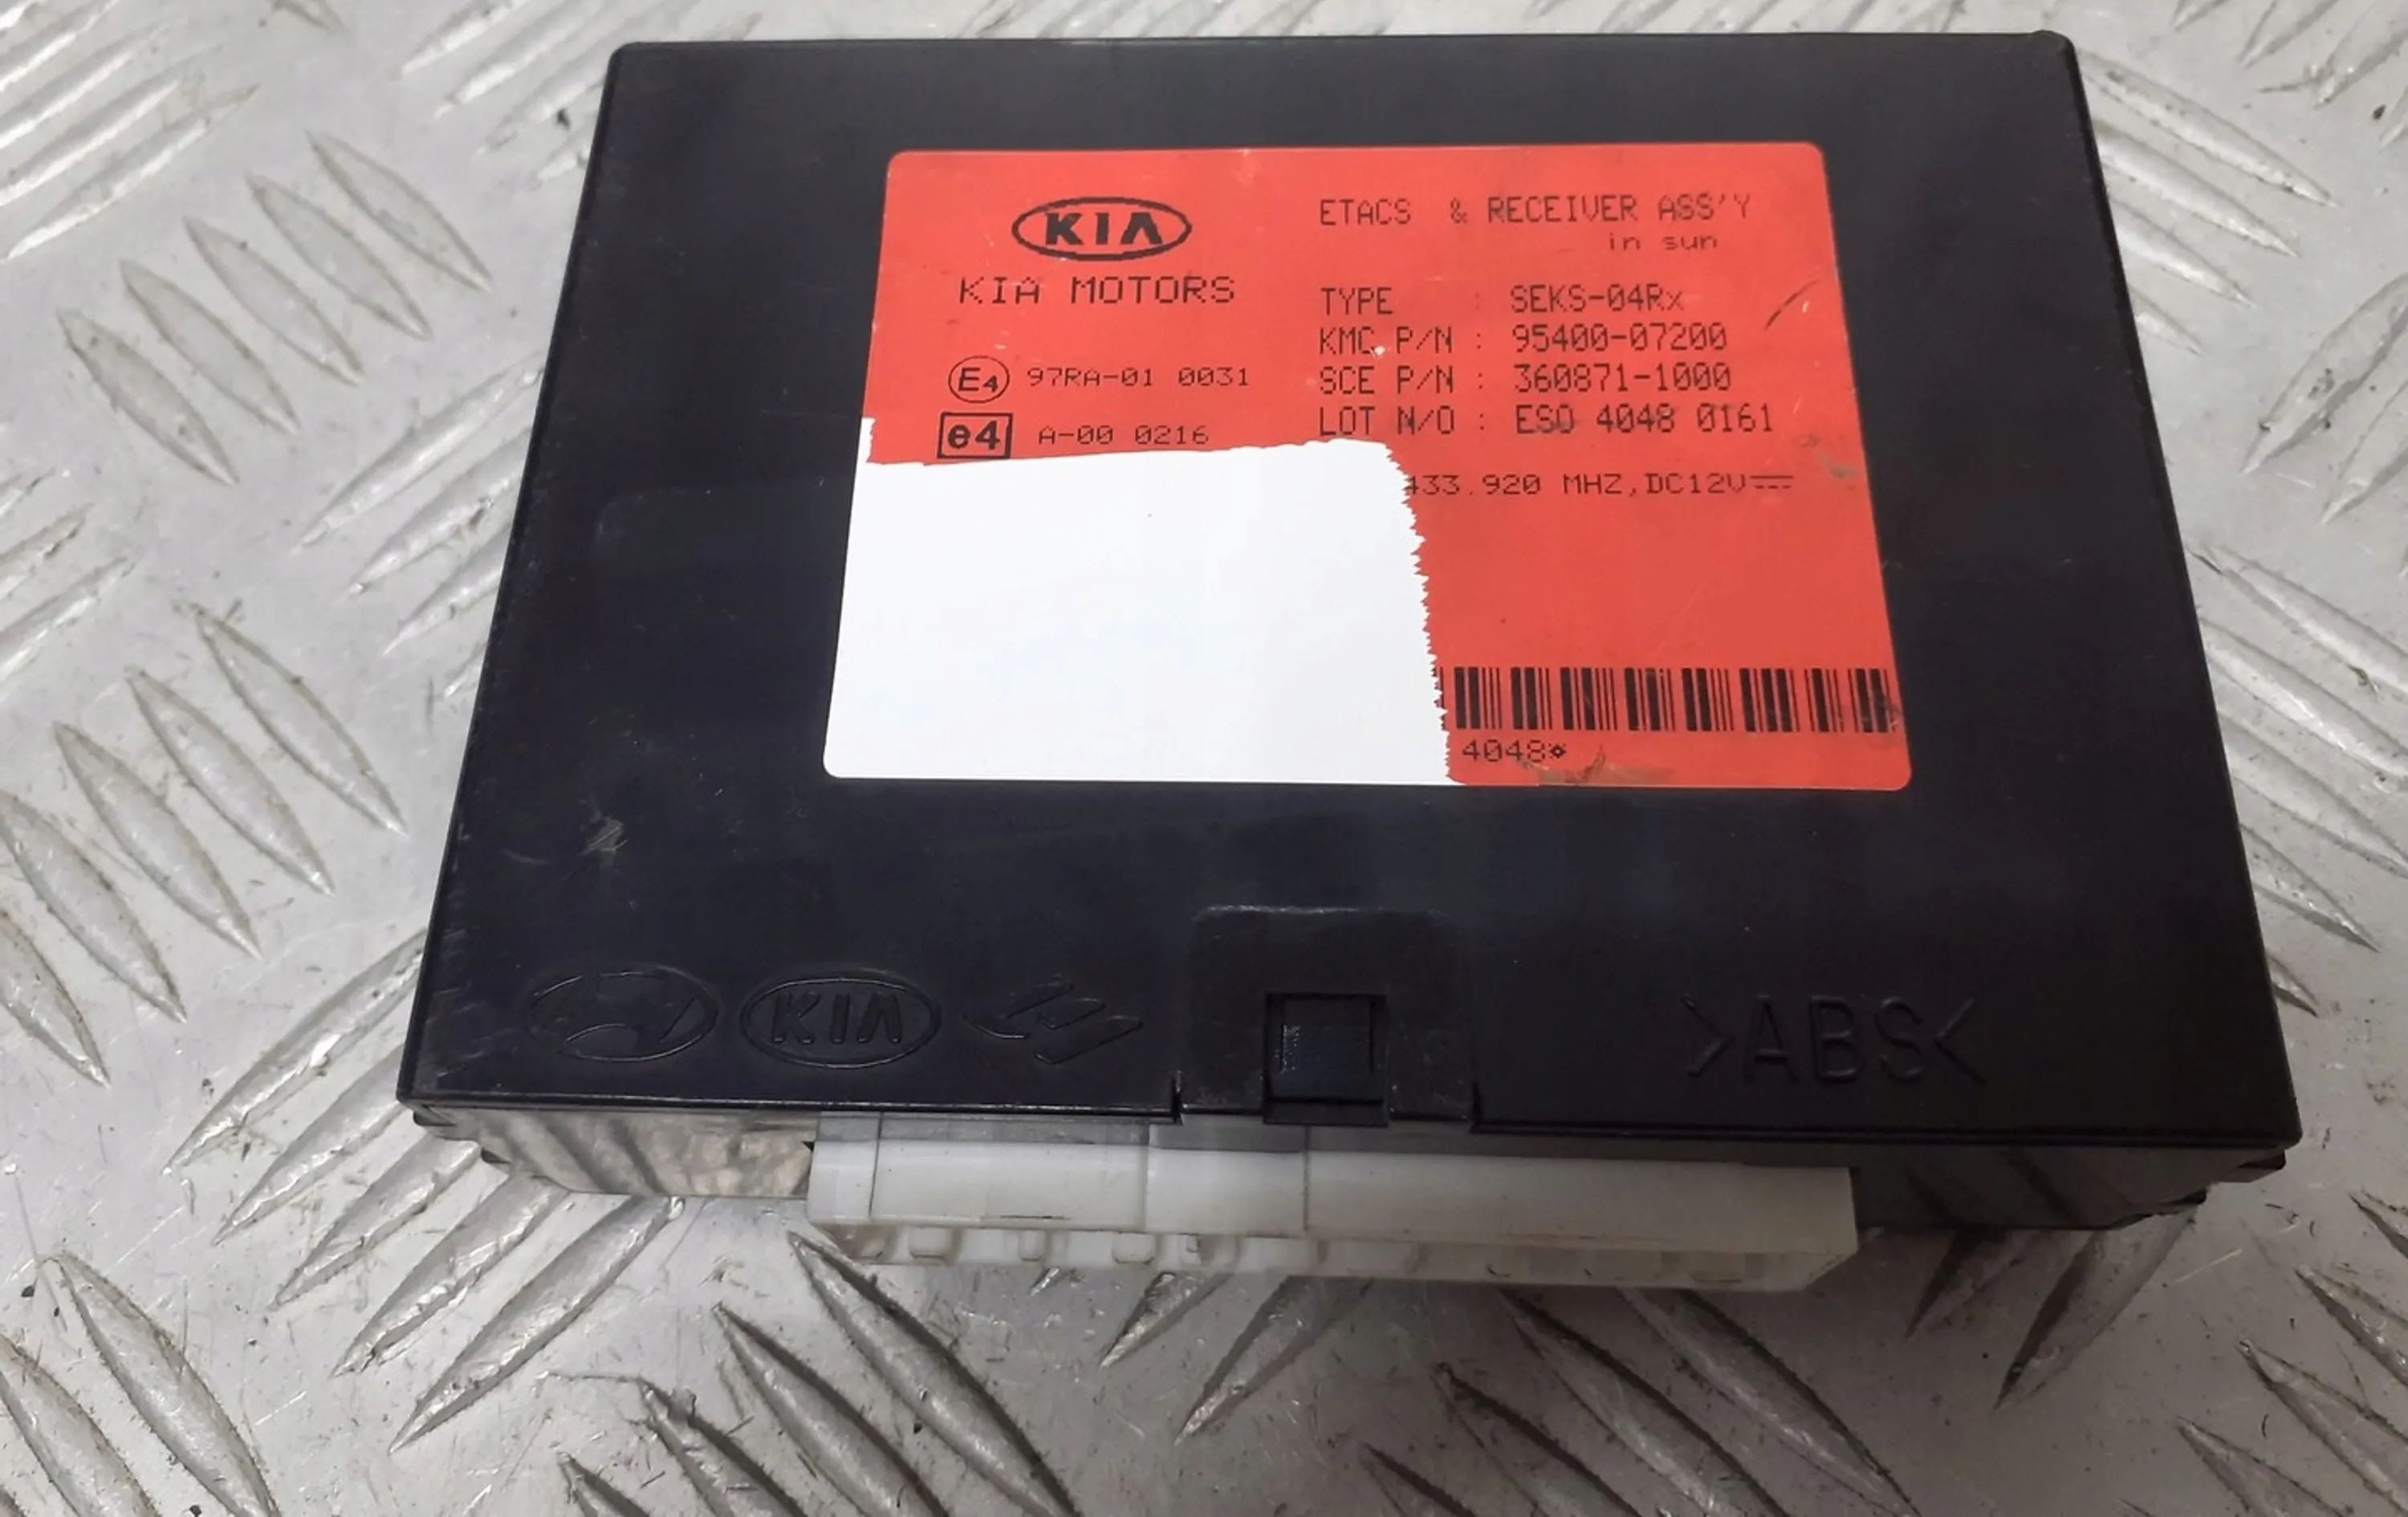 KIA
KIA MOTORS
E4 97RA-01 0031
e4 A-00 0216
ETACS & RECEIVER ASS'Y
in sun
TYPE : SEKS-04Rx
KMC P/N : 95400-07200
SCE P/N : 360871-1000
LOT N/O : ESO 4048 0161
433.920 MHZ,DC12V
4048*
KIA
>ABS<